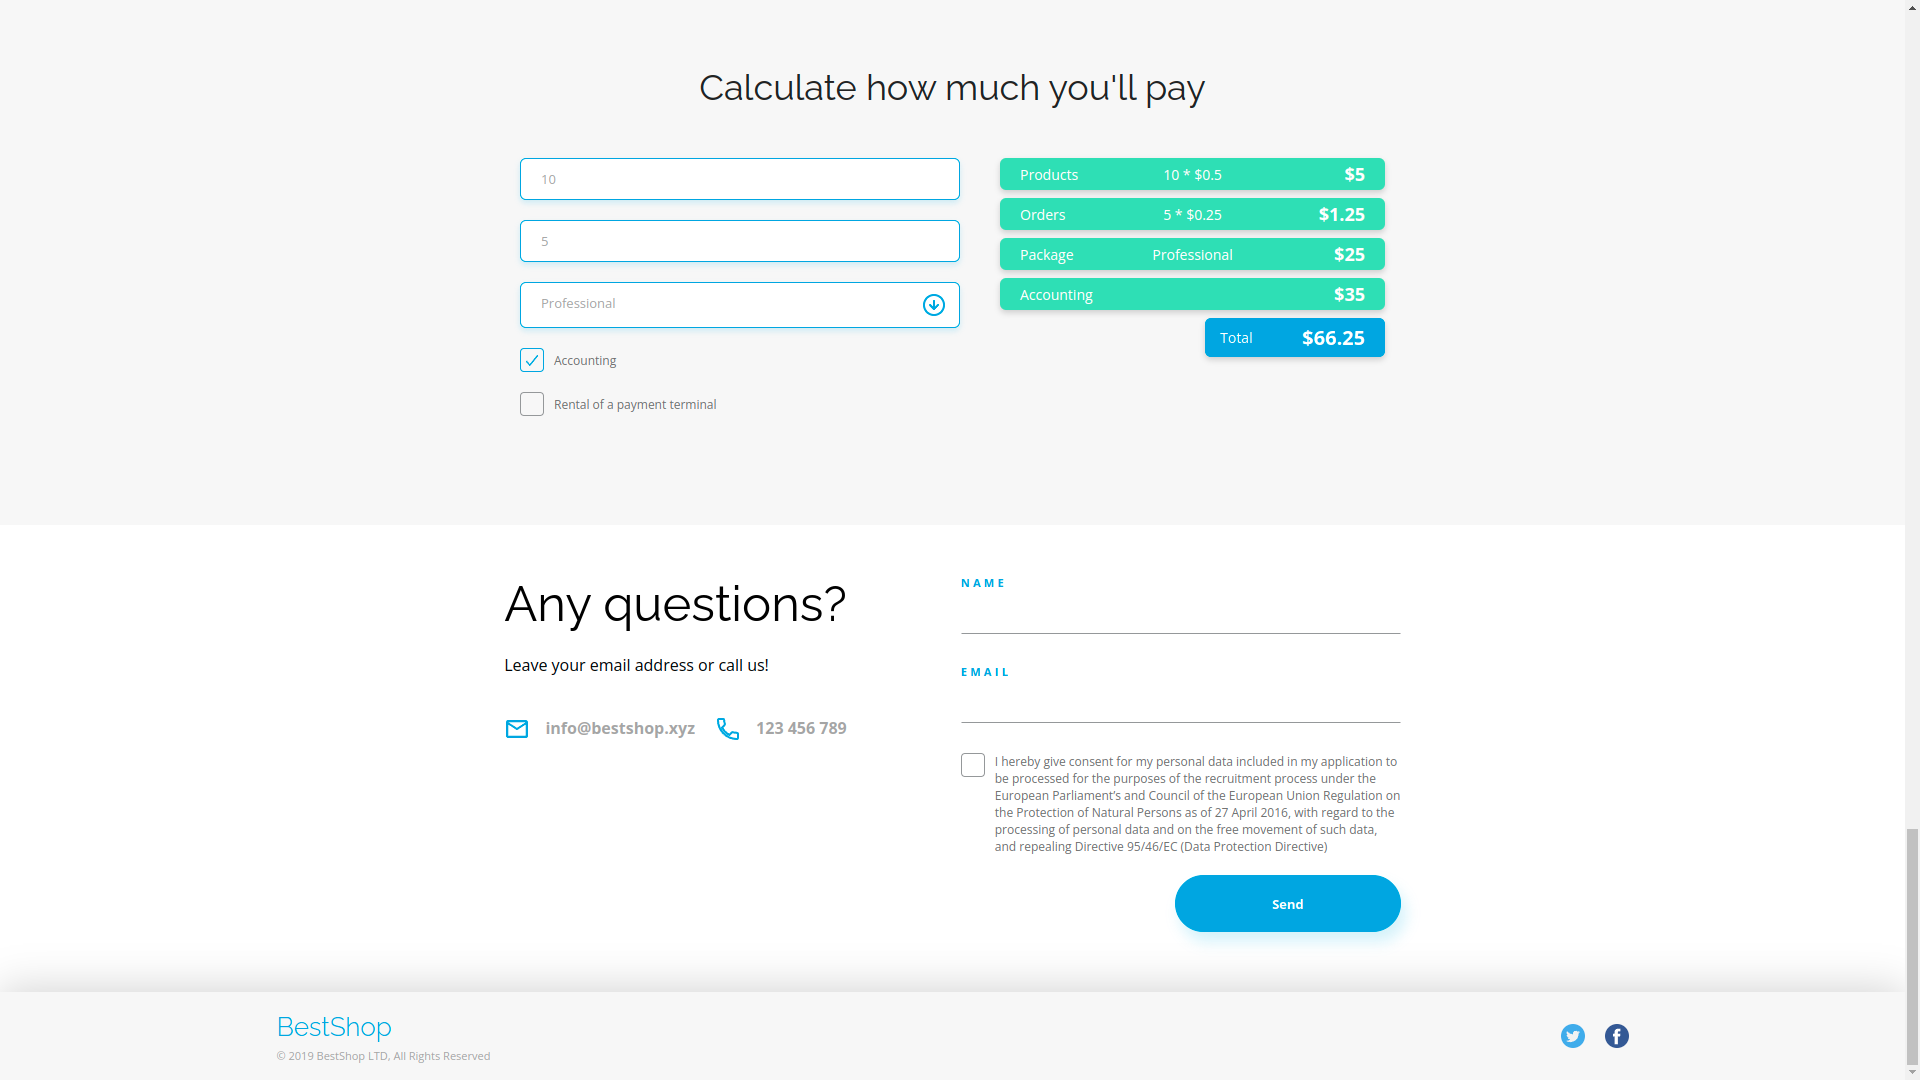 Calculate how much you'll pay
10
5
Professional
Accounting
Rental of a payment terminal
Products 10 * $0.5 $5
Orders 5 * $0.25 $1.25
Package Professional $25
Accounting $35
Total $66.25
Any questions?
Leave your email address or call us!
info@bestshop.xyz 123 456 789
NAME
EMAIL
I hereby give consent for my personal data included in my application to
be processed for the purposes of the recruitment process under the
European Parliament’s and Council of the European Union Regulation on
the Protection of Natural Persons as of 27 April 2016, with regard to the
processing of personal data and on the free movement of such data,
and repealing Directive 95/46/EC (Data Protection Directive)
Send
BestShop
© 2019 BestShop LTD, All Rights Reserved